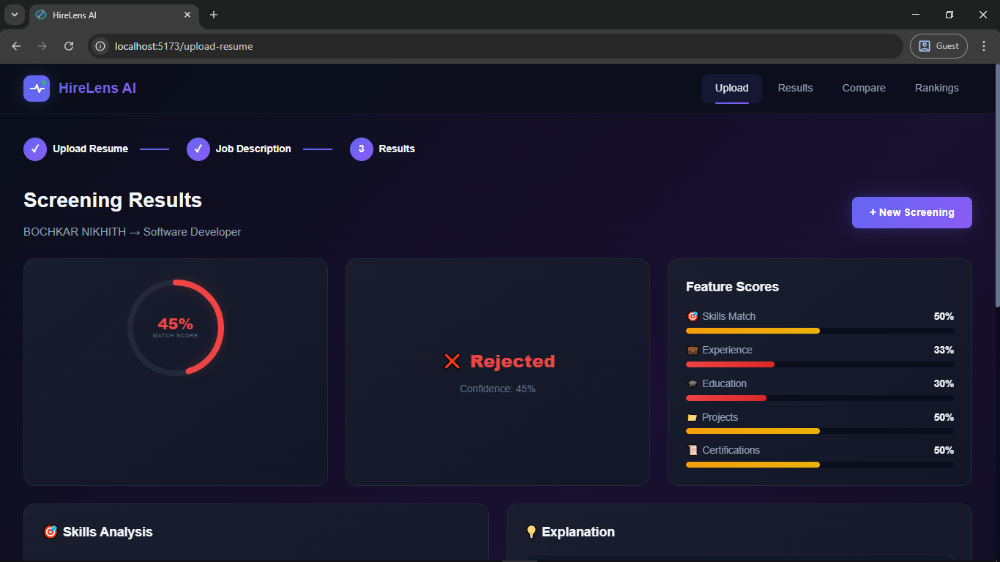 HireLens AI
localhost:5173/upload-resume
Guest
HireLens AI
Upload Results Compare Rankings
Upload Resume
Job Description
3 Results
Screening Results
+ New Screening
BOCHKAR NIKHITH → Software Developer
45%
MATCH SCORE
Rejected
Confidence: 45%
Feature Scores
Skills Match 50%
Experience 33%
Education 30%
Projects 50%
Certifications 50%
Skills Analysis
Explanation